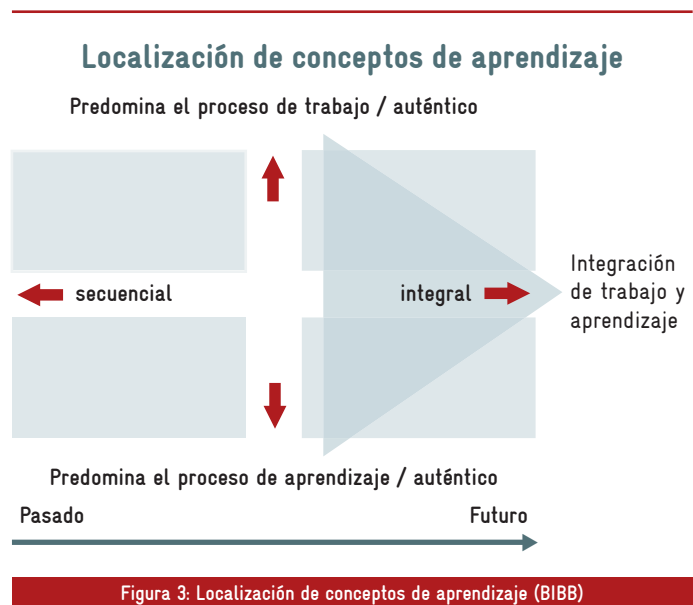 Localización de conceptos de aprendizaje
Predomina el proceso de trabajo / auténtico
secuencial
integral
Integración
de trabajo y
aprendizaje
Predomina el proceso de aprendizaje / auténtico
Pasado
Futuro
Figura 3: Localización de conceptos de aprendizaje (BIBB)